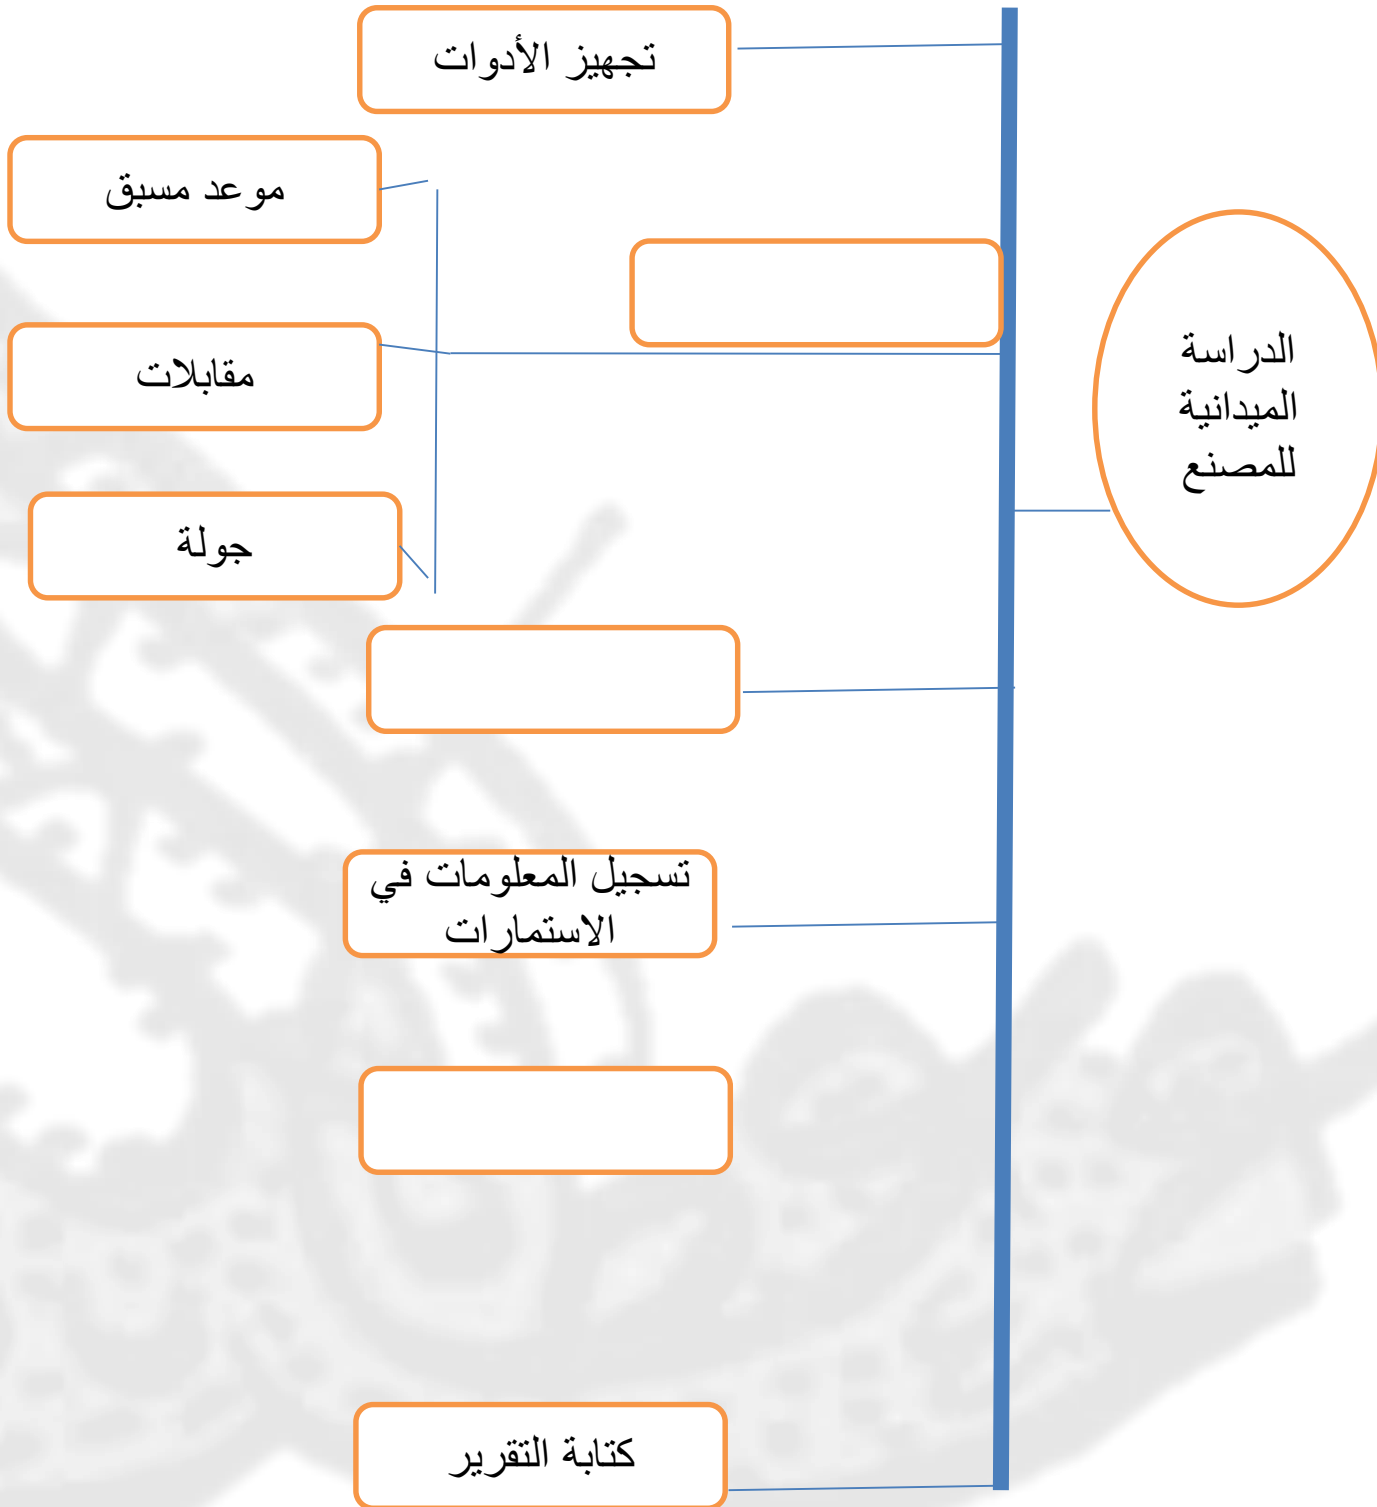 تجهيز الأدوات
موعد مسبق
الدراسة
الميدانية
للمصنع
مقابلات
جولة
تسجيل المعلومات في
الاستمارات
كتابة التقرير